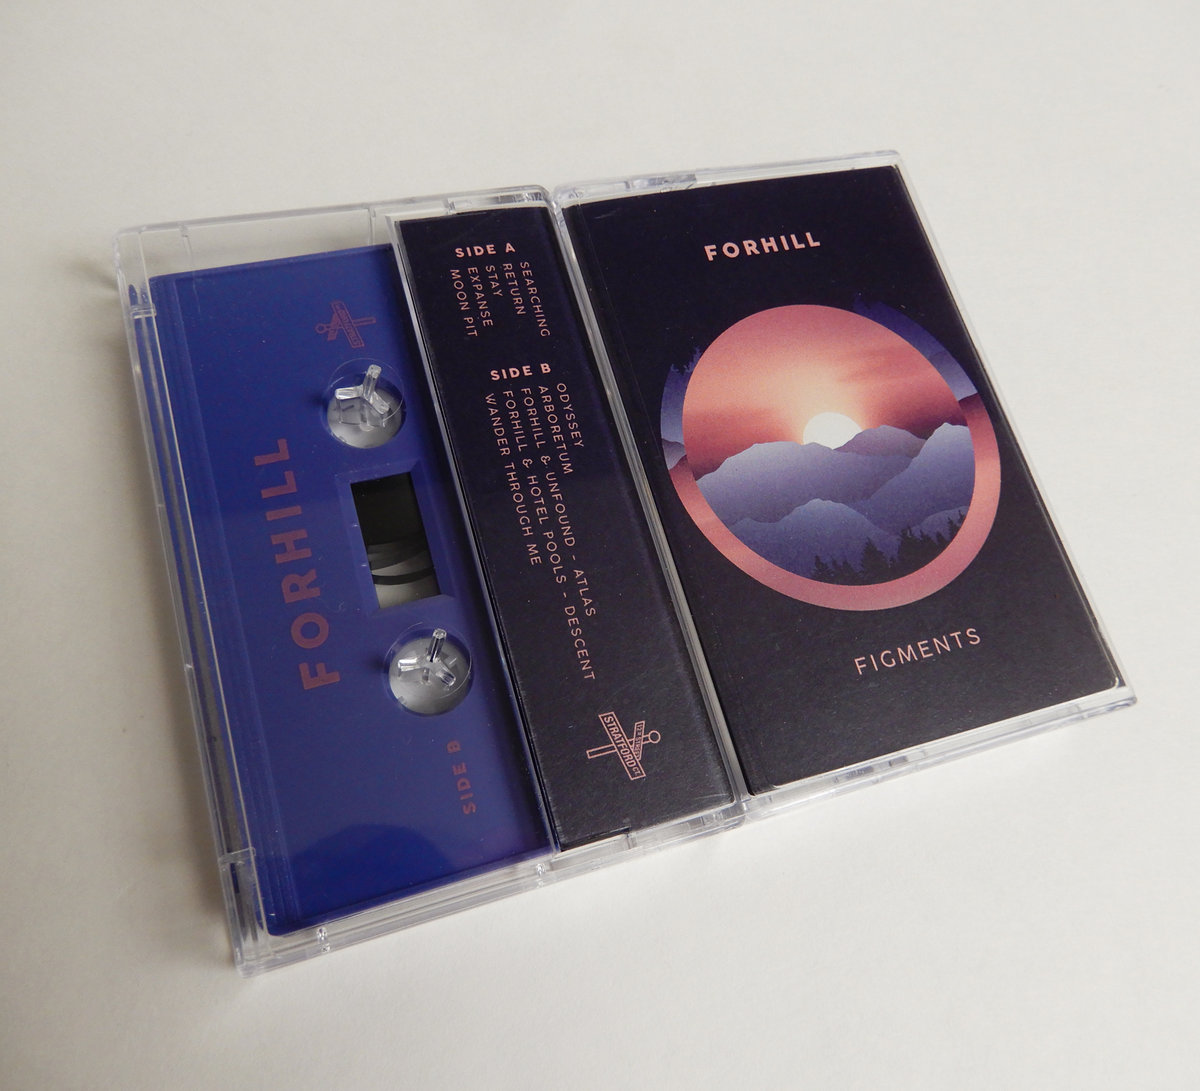 FORHILL
SIDE B
SIDE A
SEARCHING
RETURN
STAY
EXPANSE
MOON PIT
SIDE B
ODYSSEY
ARBORETUM
FORHILL & UNFOUND - ATLAS
FORHILL & HOTEL POOLS - DESCENT
WANDER THROUGH ME
STRATFORD CT.
FORHILL
FIGMENTS